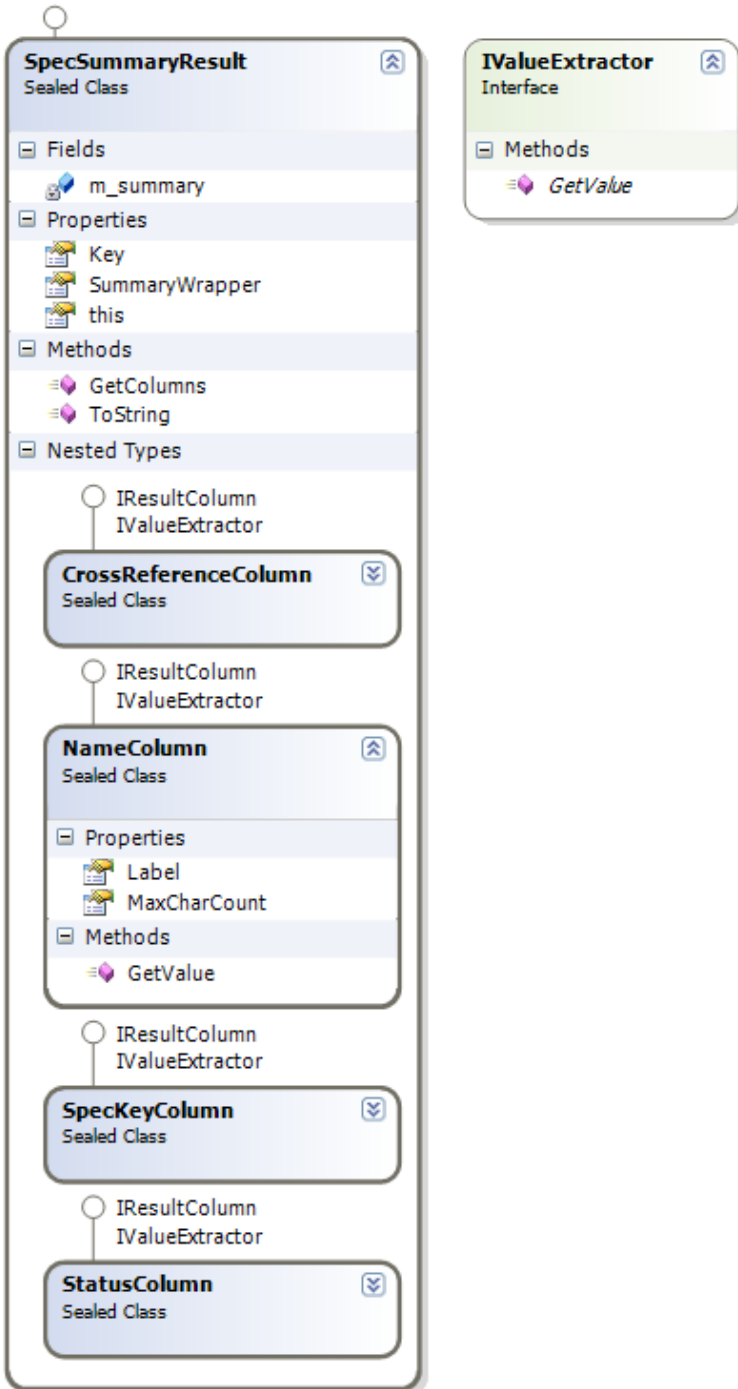 SpecSummaryResult
Sealed Class
Fields
m_summary
Properties
Key
SummaryWrapper
this
Methods
GetColumns
ToString
Nested Types
IResultColumn
IValueExtractor
CrossReferenceColumn
Sealed Class
IResultColumn
IValueExtractor
NameColumn
Sealed Class
Properties
Label
MaxCharCount
Methods
GetValue
IResultColumn
IValueExtractor
SpecKeyColumn
Sealed Class
IResultColumn
IValueExtractor
StatusColumn
Sealed Class
IValueExtractor
Interface
Methods
GetValue